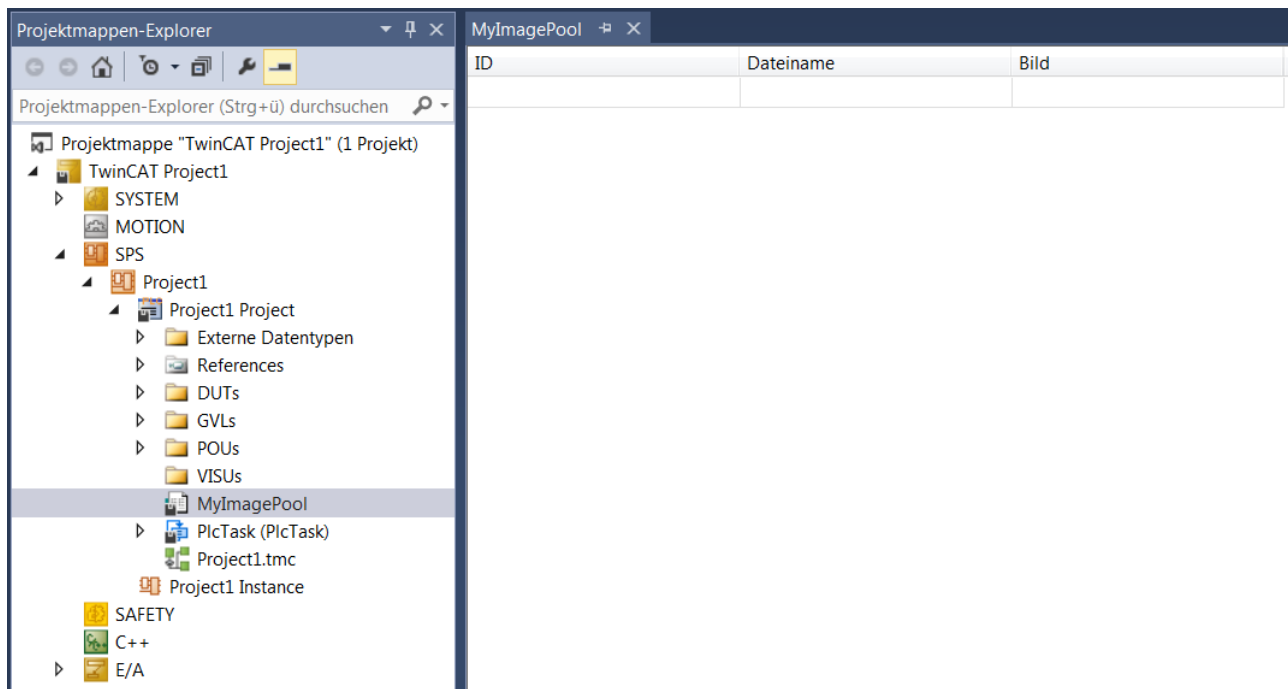 Projektmappen-Explorer
Projektmappen-Explorer (Strg+ü) durchsuchen
Projektmappe "TwinCAT Project1" (1 Projekt)
TwinCAT Project1
SYSTEM
MOTION
SPS
Project1
Project1 Project
Externe Datentypen
References
DUTs
GVLs
POUs
VISUs
MyImagePool
PlcTask (PlcTask)
Project1.tmc
Project1 Instance
SAFETY
C++
E/A
MyImagePool
ID Dateiname Bild